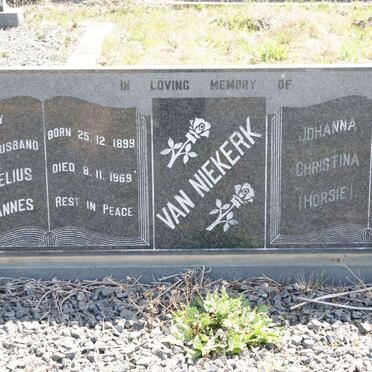 IN LOVING MEMORY OF
Y
USBAND
ELIUS
ANNES
BORN 25. 12. 1899
DIED 8. 11. 1969
REST IN PEACE
VAN NIEKERK
JOHANNA
CHRISTINA
(HORSIE)